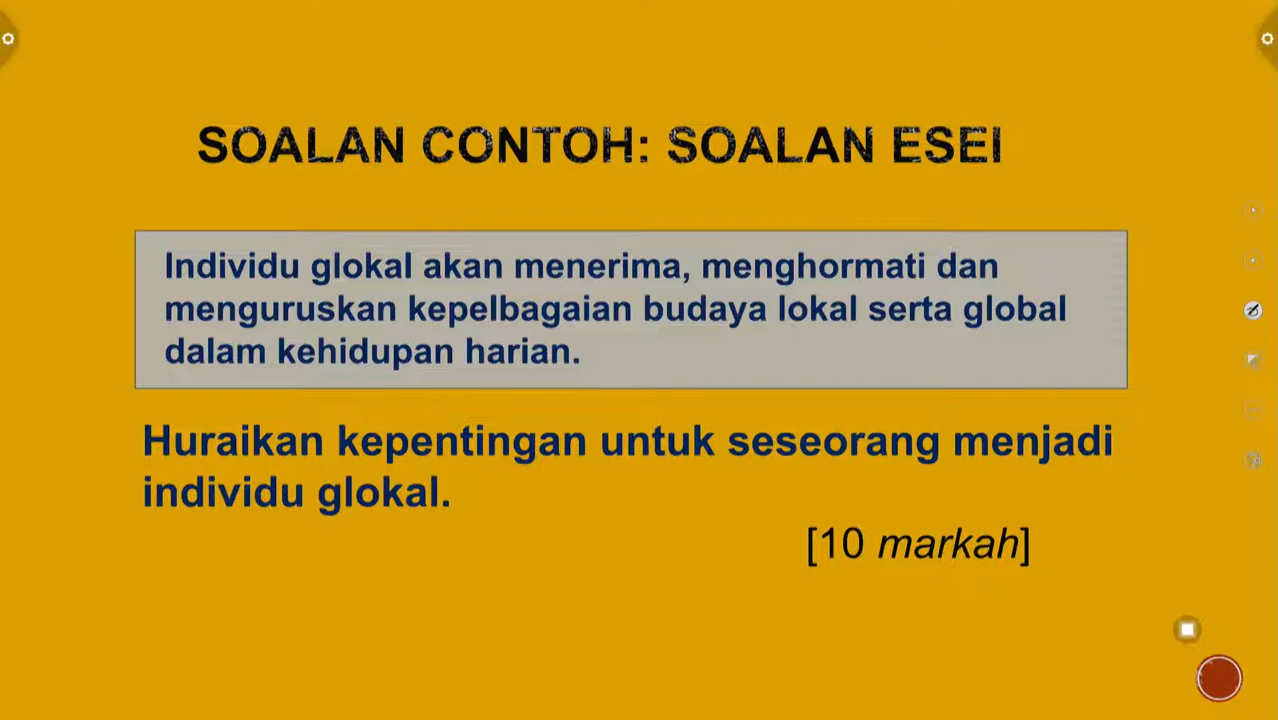 SOALAN CONTOH: SOALAN ESEI
Individu glokal akan menerima, menghormati dan
menguruskan kepelbagaian budaya lokal serta global
dalam kehidupan harian.
Huraikan kepentingan untuk seseorang menjadi
individu glokal.
[10 markah]